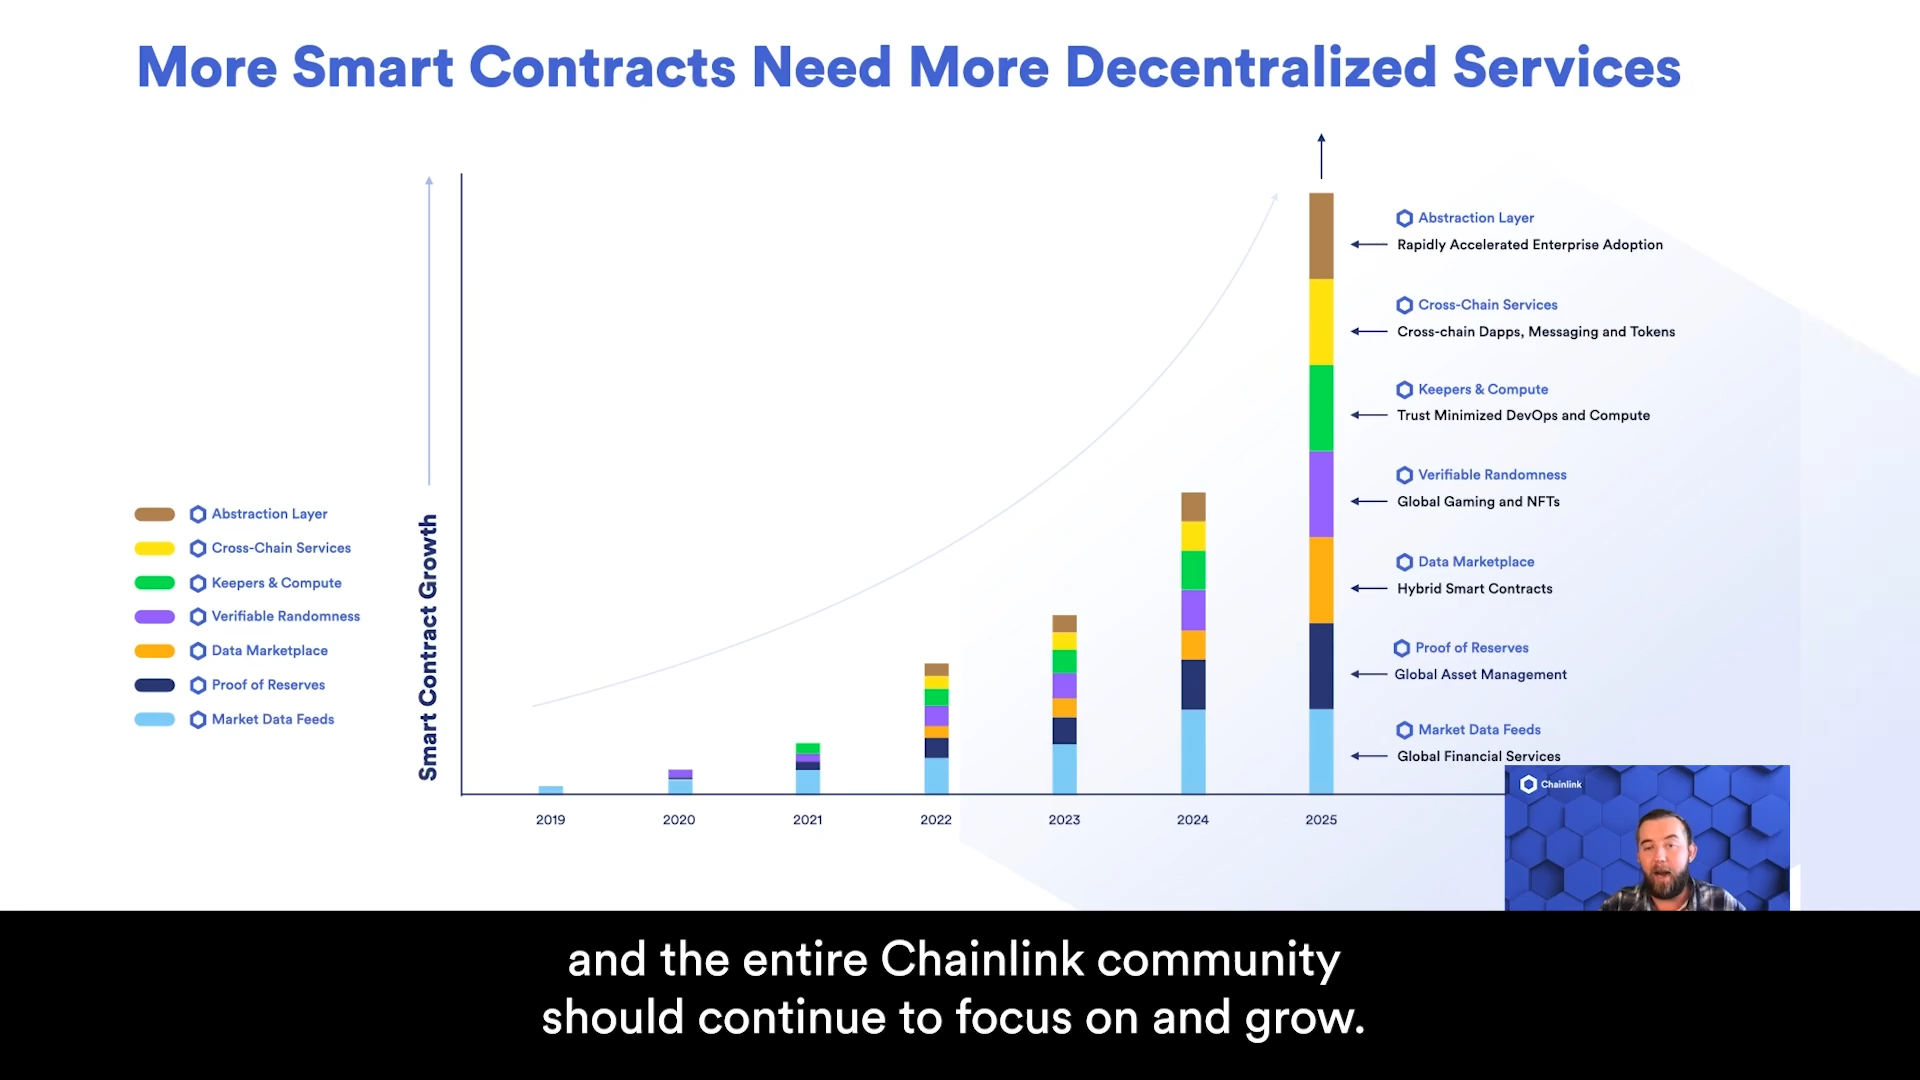 More Smart Contracts Need More Decentralized Services
Smart Contract Growth
Abstraction Layer
Cross-Chain Services
Keepers & Compute
Verifiable Randomness
Data Marketplace
Proof of Reserves
Market Data Feeds
2019
2020
2021
2022
2023
2024
2025
Abstraction Layer
Rapidly Accelerated Enterprise Adoption
Cross-Chain Services
Cross-chain Dapps, Messaging and Tokens
Keepers & Compute
Trust Minimized DevOps and Compute
Verifiable Randomness
Global Gaming and NFTs
Data Marketplace
Hybrid Smart Contracts
Proof of Reserves
Global Asset Management
Market Data Feeds
Global Financial Services
Chainlink
and the entire Chainlink community
should continue to focus on and grow.